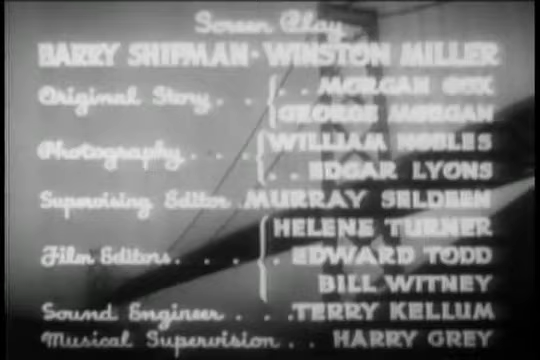 Screen Play
BARRY SHIPMAN - WINSTON MILLER
Original Story . . { . . MORGAN COX
GEORGE MORGAN
Photography . . . { WILLIAM NOBLES
. . EDGAR LYONS
Supervising Editor . MURRAY SELDEEN
Film Editors . . . . { HELENE TURNER
. . EDWARD TODD
BILL WITNEY
Sound Engineer . . . TERRY KELLUM
Musical Supervision . . HARRY GREY